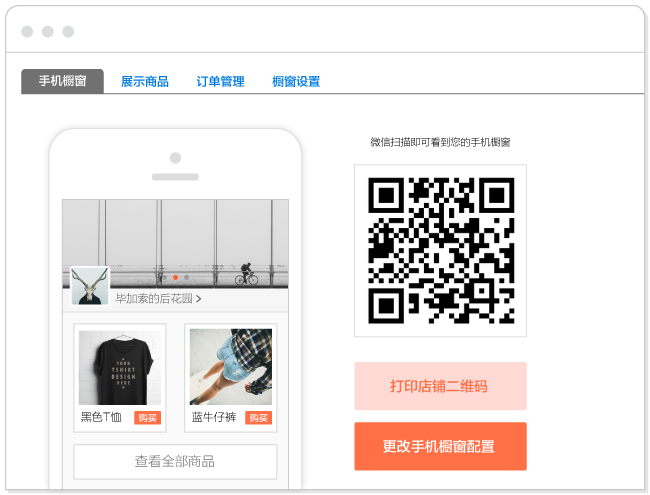 手机橱窗 展示商品 订单管理 橱窗设置
微信扫描即可看到您的手机橱窗
毕加索的后花园 >
YOUR
TSHIRT
DESIGN
HERE
黑色T恤 购买
蓝牛仔裤 购买
查看全部商品
打印店铺二维码
更改手机橱窗配置